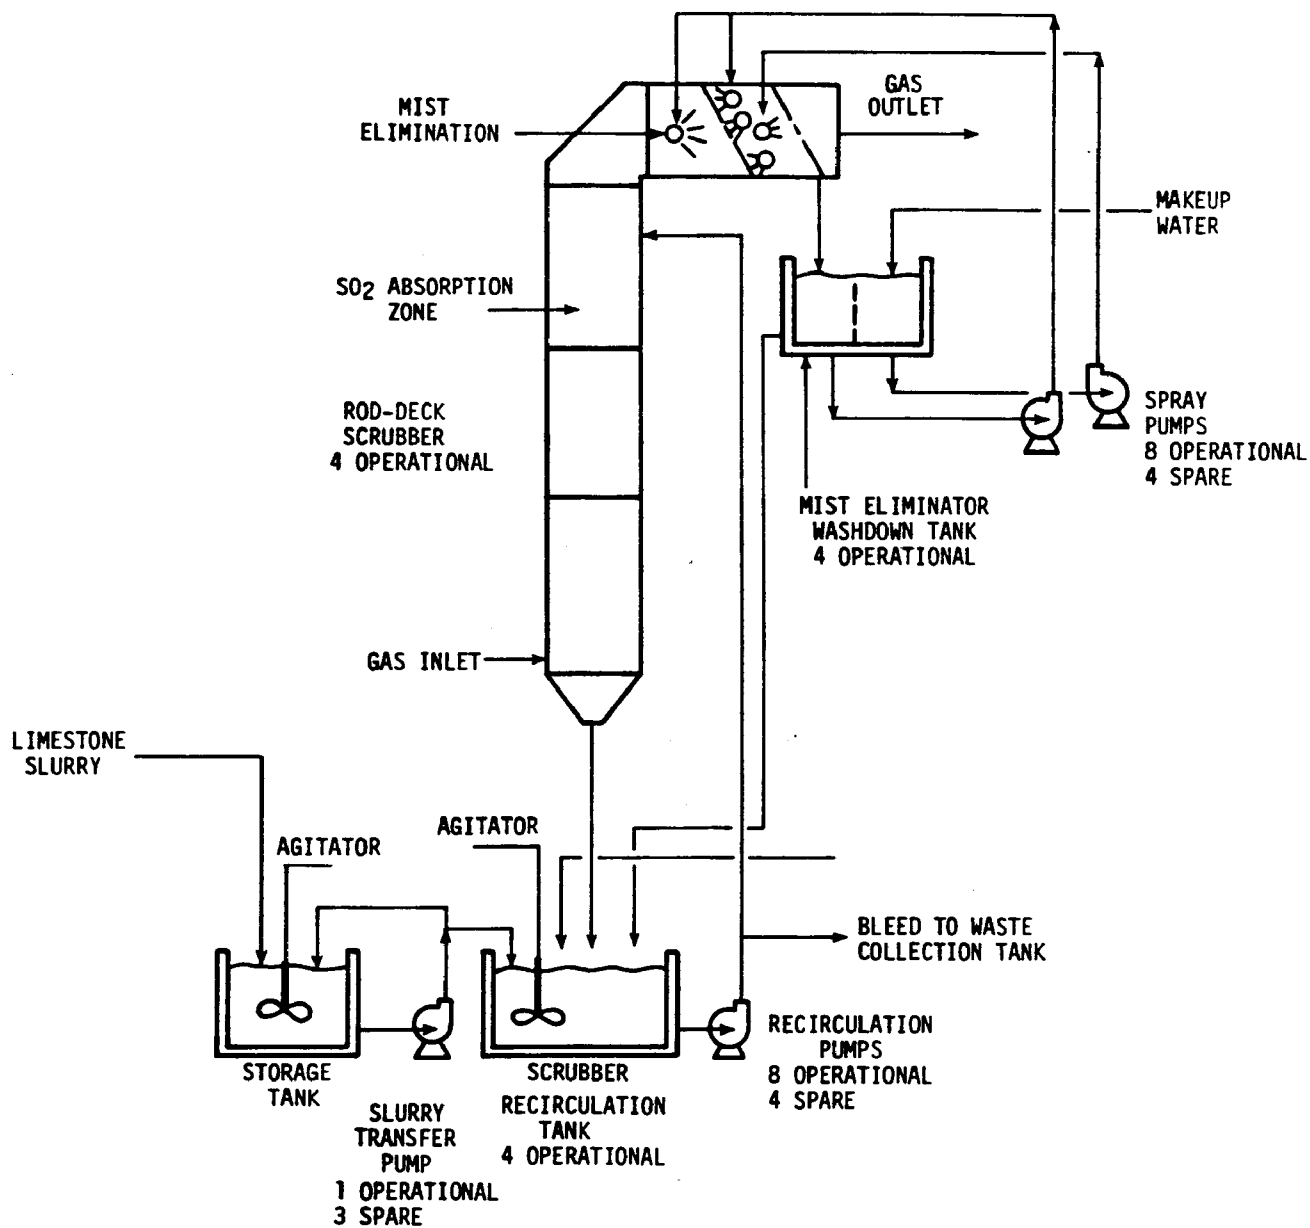 GAS
OUTLET
MIST
ELIMINATION
MAKEUP
WATER
SO2 ABSORPTION
ZONE
ROD-DECK
SCRUBBER
4 OPERATIONAL
SPRAY
PUMPS
8 OPERATIONAL
4 SPARE
MIST ELIMINATOR
WASHDOWN TANK
4 OPERATIONAL
GAS INLET
LIMESTONE
SLURRY
AGITATOR
AGITATOR
BLEED TO WASTE
COLLECTION TANK
STORAGE
TANK
SLURRY
TRANSFER
PUMP
1 OPERATIONAL
3 SPARE
SCRUBBER
RECIRCULATION
TANK
4 OPERATIONAL
RECIRCULATION
PUMPS
8 OPERATIONAL
4 SPARE